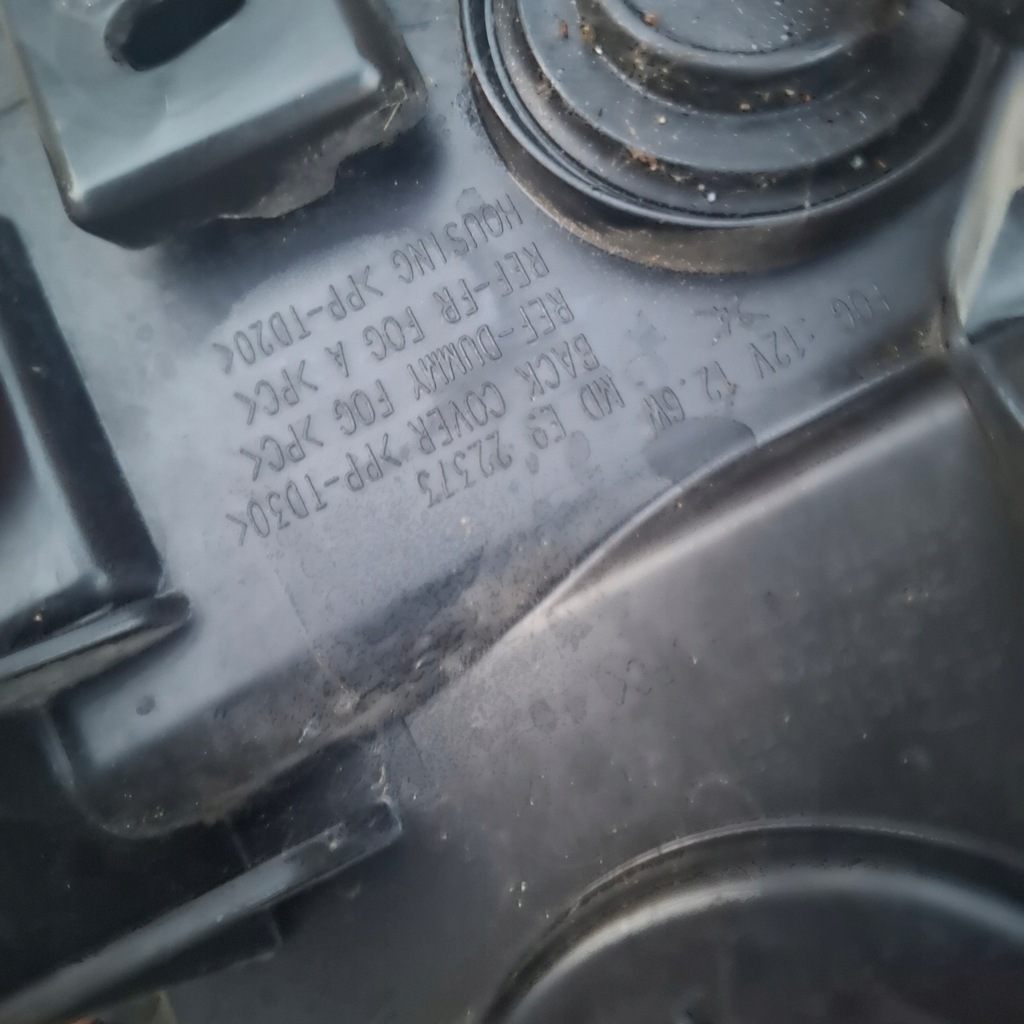 FOG :12V 12.6W
MD E9 22373
BACK COVER >PP-TD30<
REF-DUMMY FOG >PC<
REF-FR FOG A >PC<
HOUSING >PP-TD20<